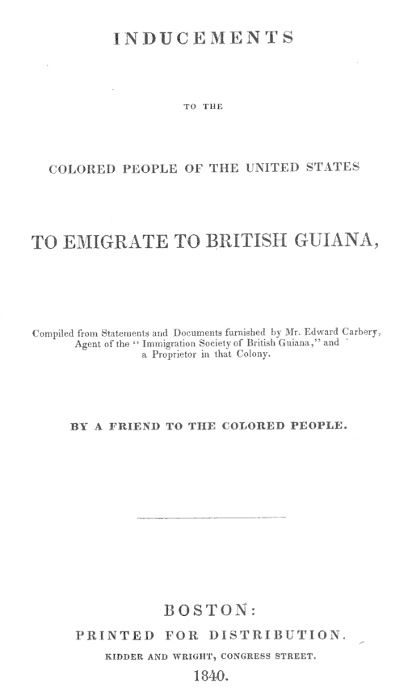 INDUCEMENTS
TO THE
COLORED PEOPLE OF THE UNITED STATES
TO EMIGRATE TO BRITISH GUIANA,
Compiled from Statements and Documents furnished by Mr. Edward Carbery,
Agent of the "Immigration Society of British Guiana," and
a Proprietor in that Colony.
BY A FRIEND TO THE COLORED PEOPLE.
BOSTON:
PRINTED FOR DISTRIBUTION.
KIDDER AND WRIGHT, CONGRESS STREET.
1840.